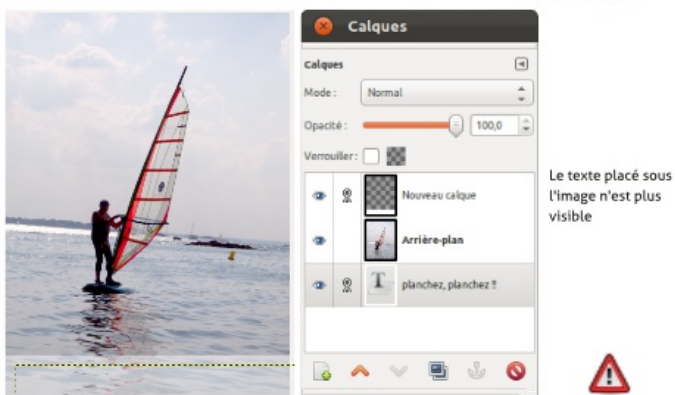 Calques
Calques
Mode :
Normal
Opacité :
100,0
Verrouiller :
Nouveau calque
Arrière-plan
T
planchez, planchez !!
Le texte placé sous
l'image n'est plus
visible